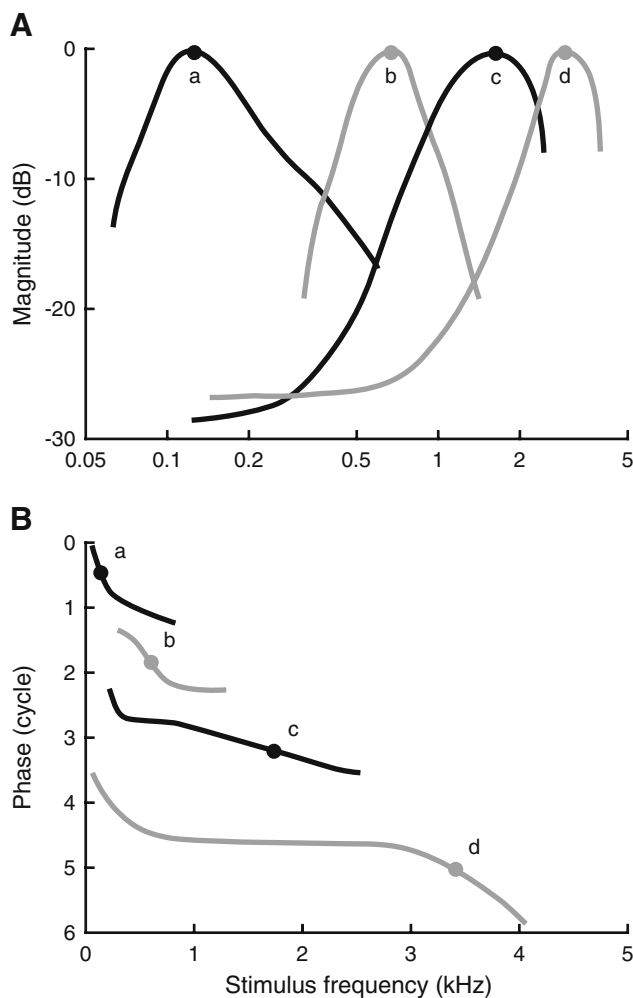 A
Magnitude (dB)
0
-10
-20
-30
a
b
c
d
0.05
0.1
0.2
0.5
1
2
5
B
Phase (cycle)
0
1
2
3
4
5
6
a
b
c
d
0
1
2
3
4
5
Stimulus frequency (kHz)